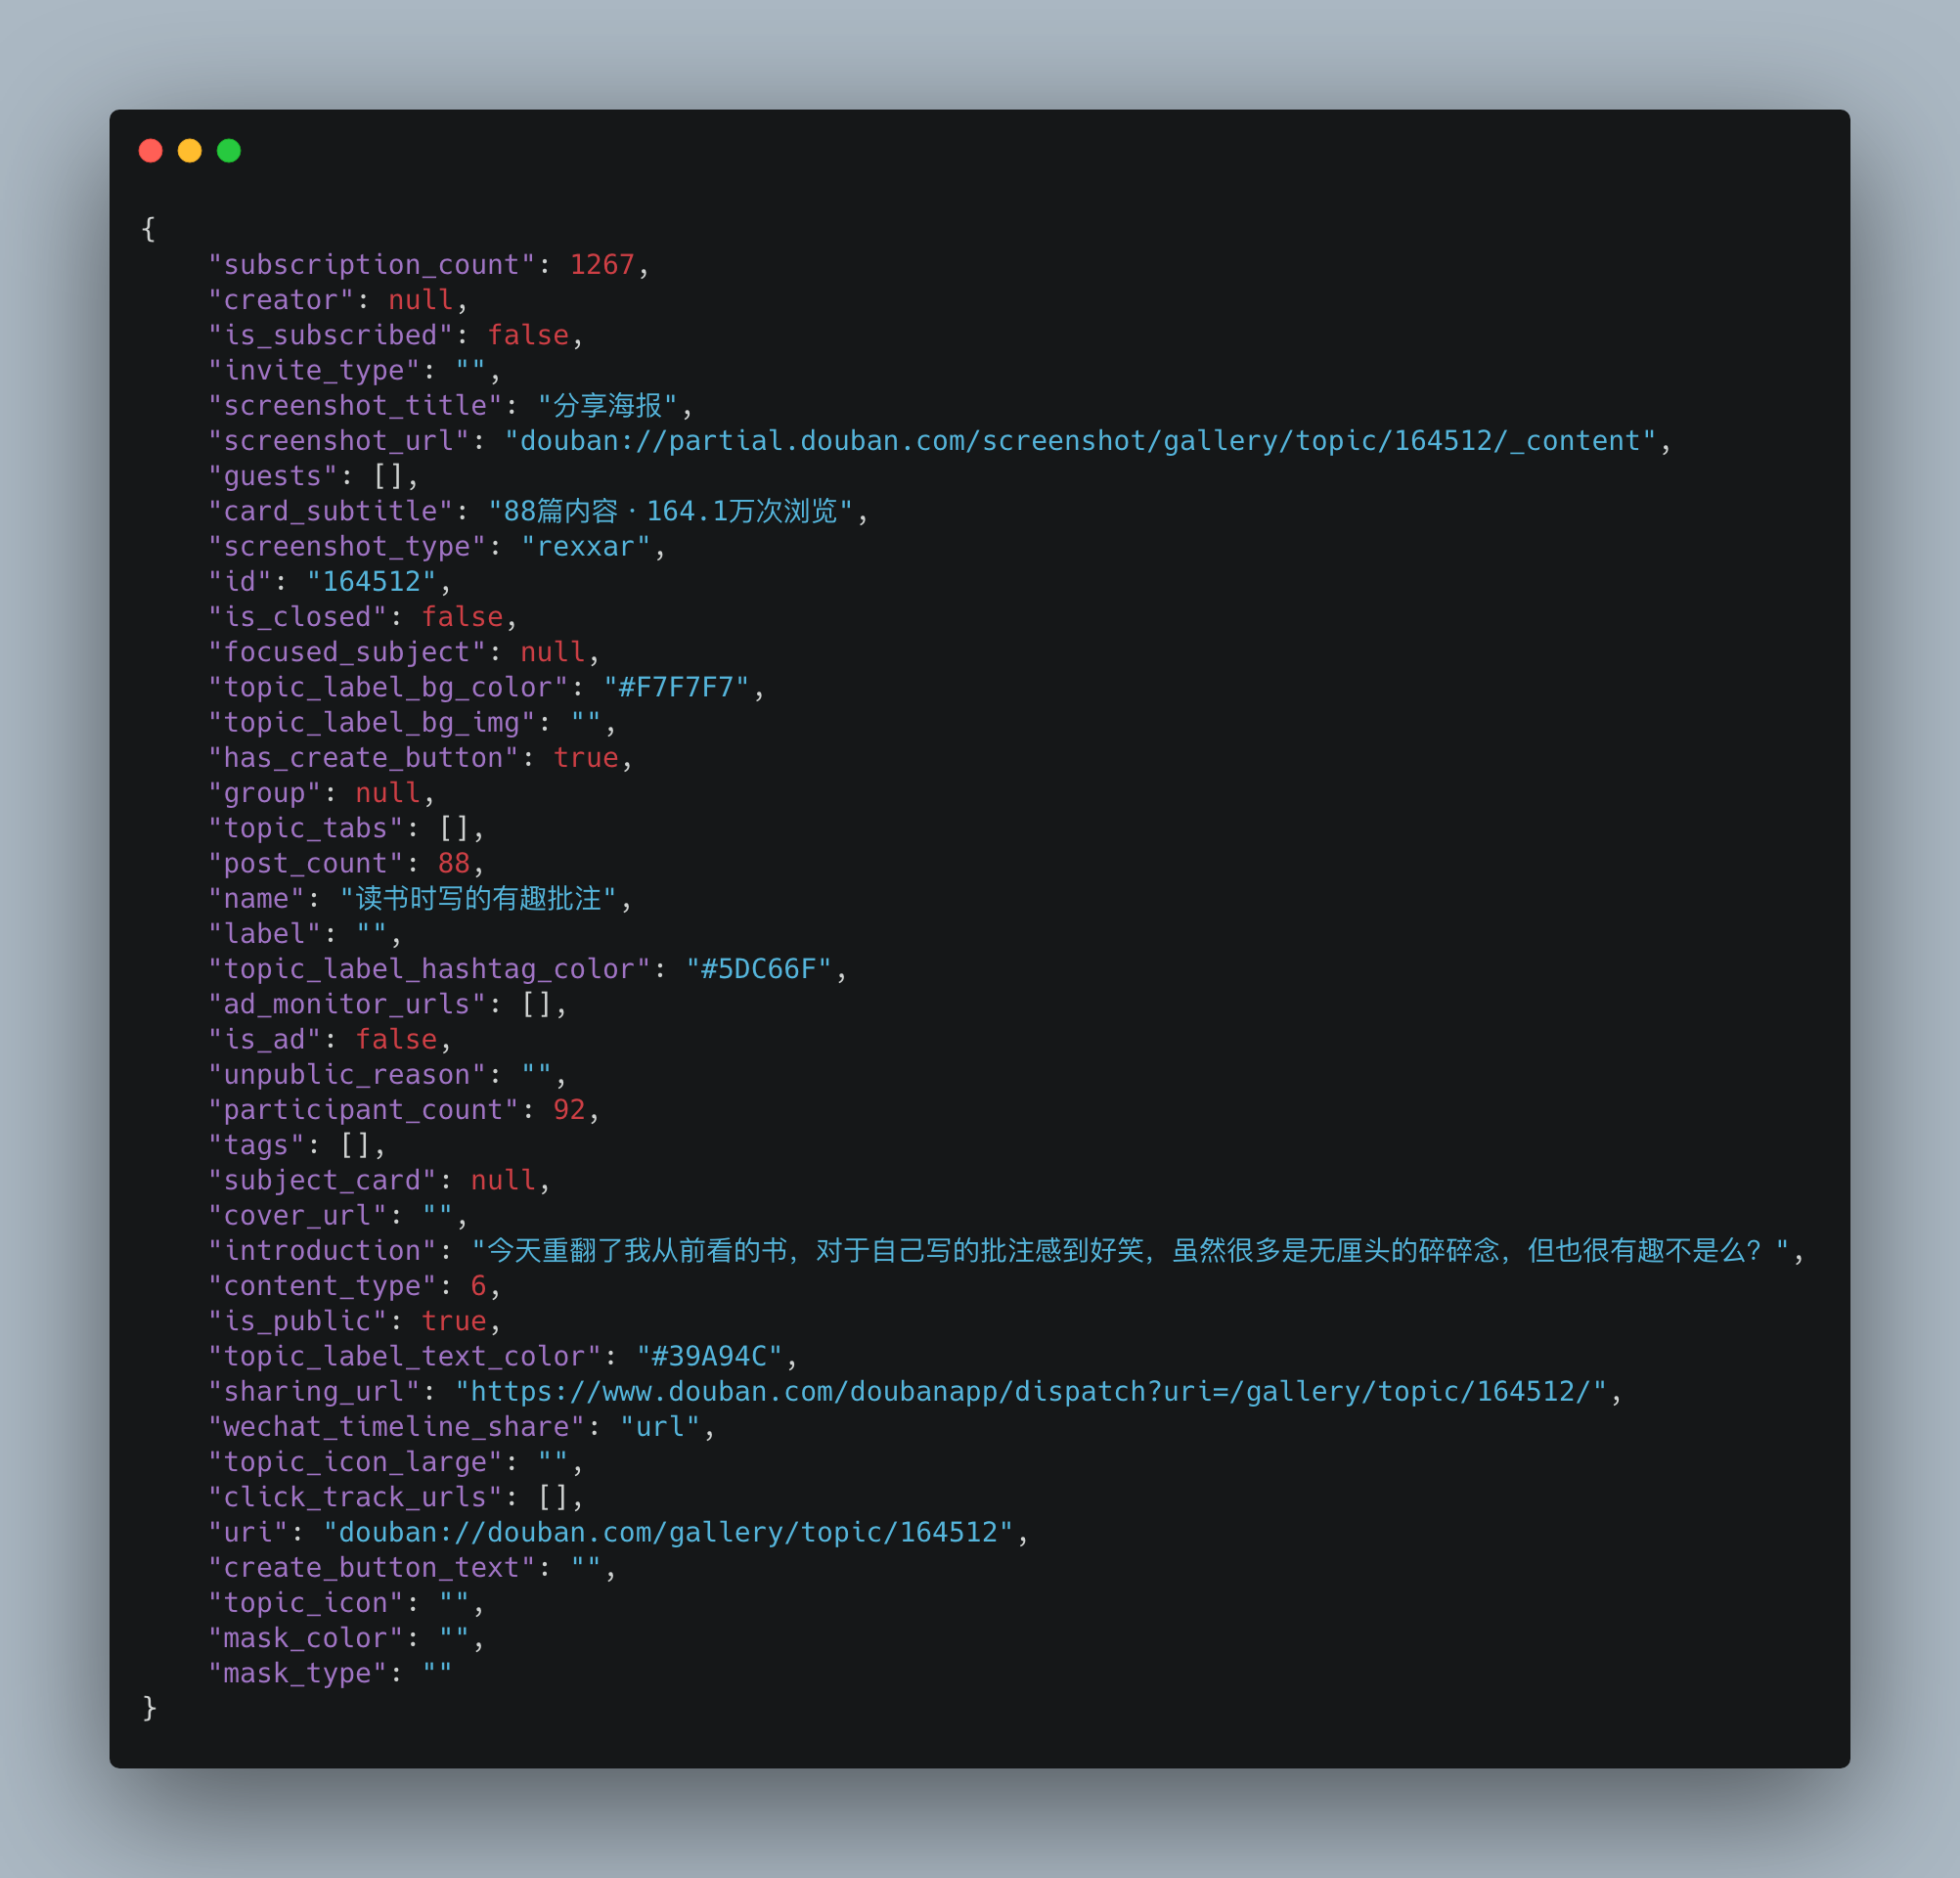 {
    "subscription_count": 1267,
    "creator": null,
    "is_subscribed": false,
    "invite_type": "",
    "screenshot_title": "分享海报",
    "screenshot_url": "douban://partial.douban.com/screenshot/gallery/topic/164512/_content",
    "guests": [],
    "card_subtitle": "88篇内容 · 164.1万次浏览",
    "screenshot_type": "rexxar",
    "id": "164512",
    "is_closed": false,
    "focused_subject": null,
    "topic_label_bg_color": "#F7F7F7",
    "topic_label_bg_img": "",
    "has_create_button": true,
    "group": null,
    "topic_tabs": [],
    "post_count": 88,
    "name": "读书时写的有趣批注",
    "label": "",
    "topic_label_hashtag_color": "#5DC66F",
    "ad_monitor_urls": [],
    "is_ad": false,
    "unpublic_reason": "",
    "participant_count": 92,
    "tags": [],
    "subject_card": null,
    "cover_url": "",
    "introduction": "今天重翻了我从前看的书，对于自己写的批注感到好笑，虽然很多是无厘头的碎碎念，但也很有趣不是么？",
    "content_type": 6,
    "is_public": true,
    "topic_label_text_color": "#39A94C",
    "sharing_url": "https://www.douban.com/doubanapp/dispatch?uri=/gallery/topic/164512/",
    "wechat_timeline_share": "url",
    "topic_icon_large": "",
    "click_track_urls": [],
    "uri": "douban://douban.com/gallery/topic/164512",
    "create_button_text": "",
    "topic_icon": "",
    "mask_color": "",
    "mask_type": ""
}